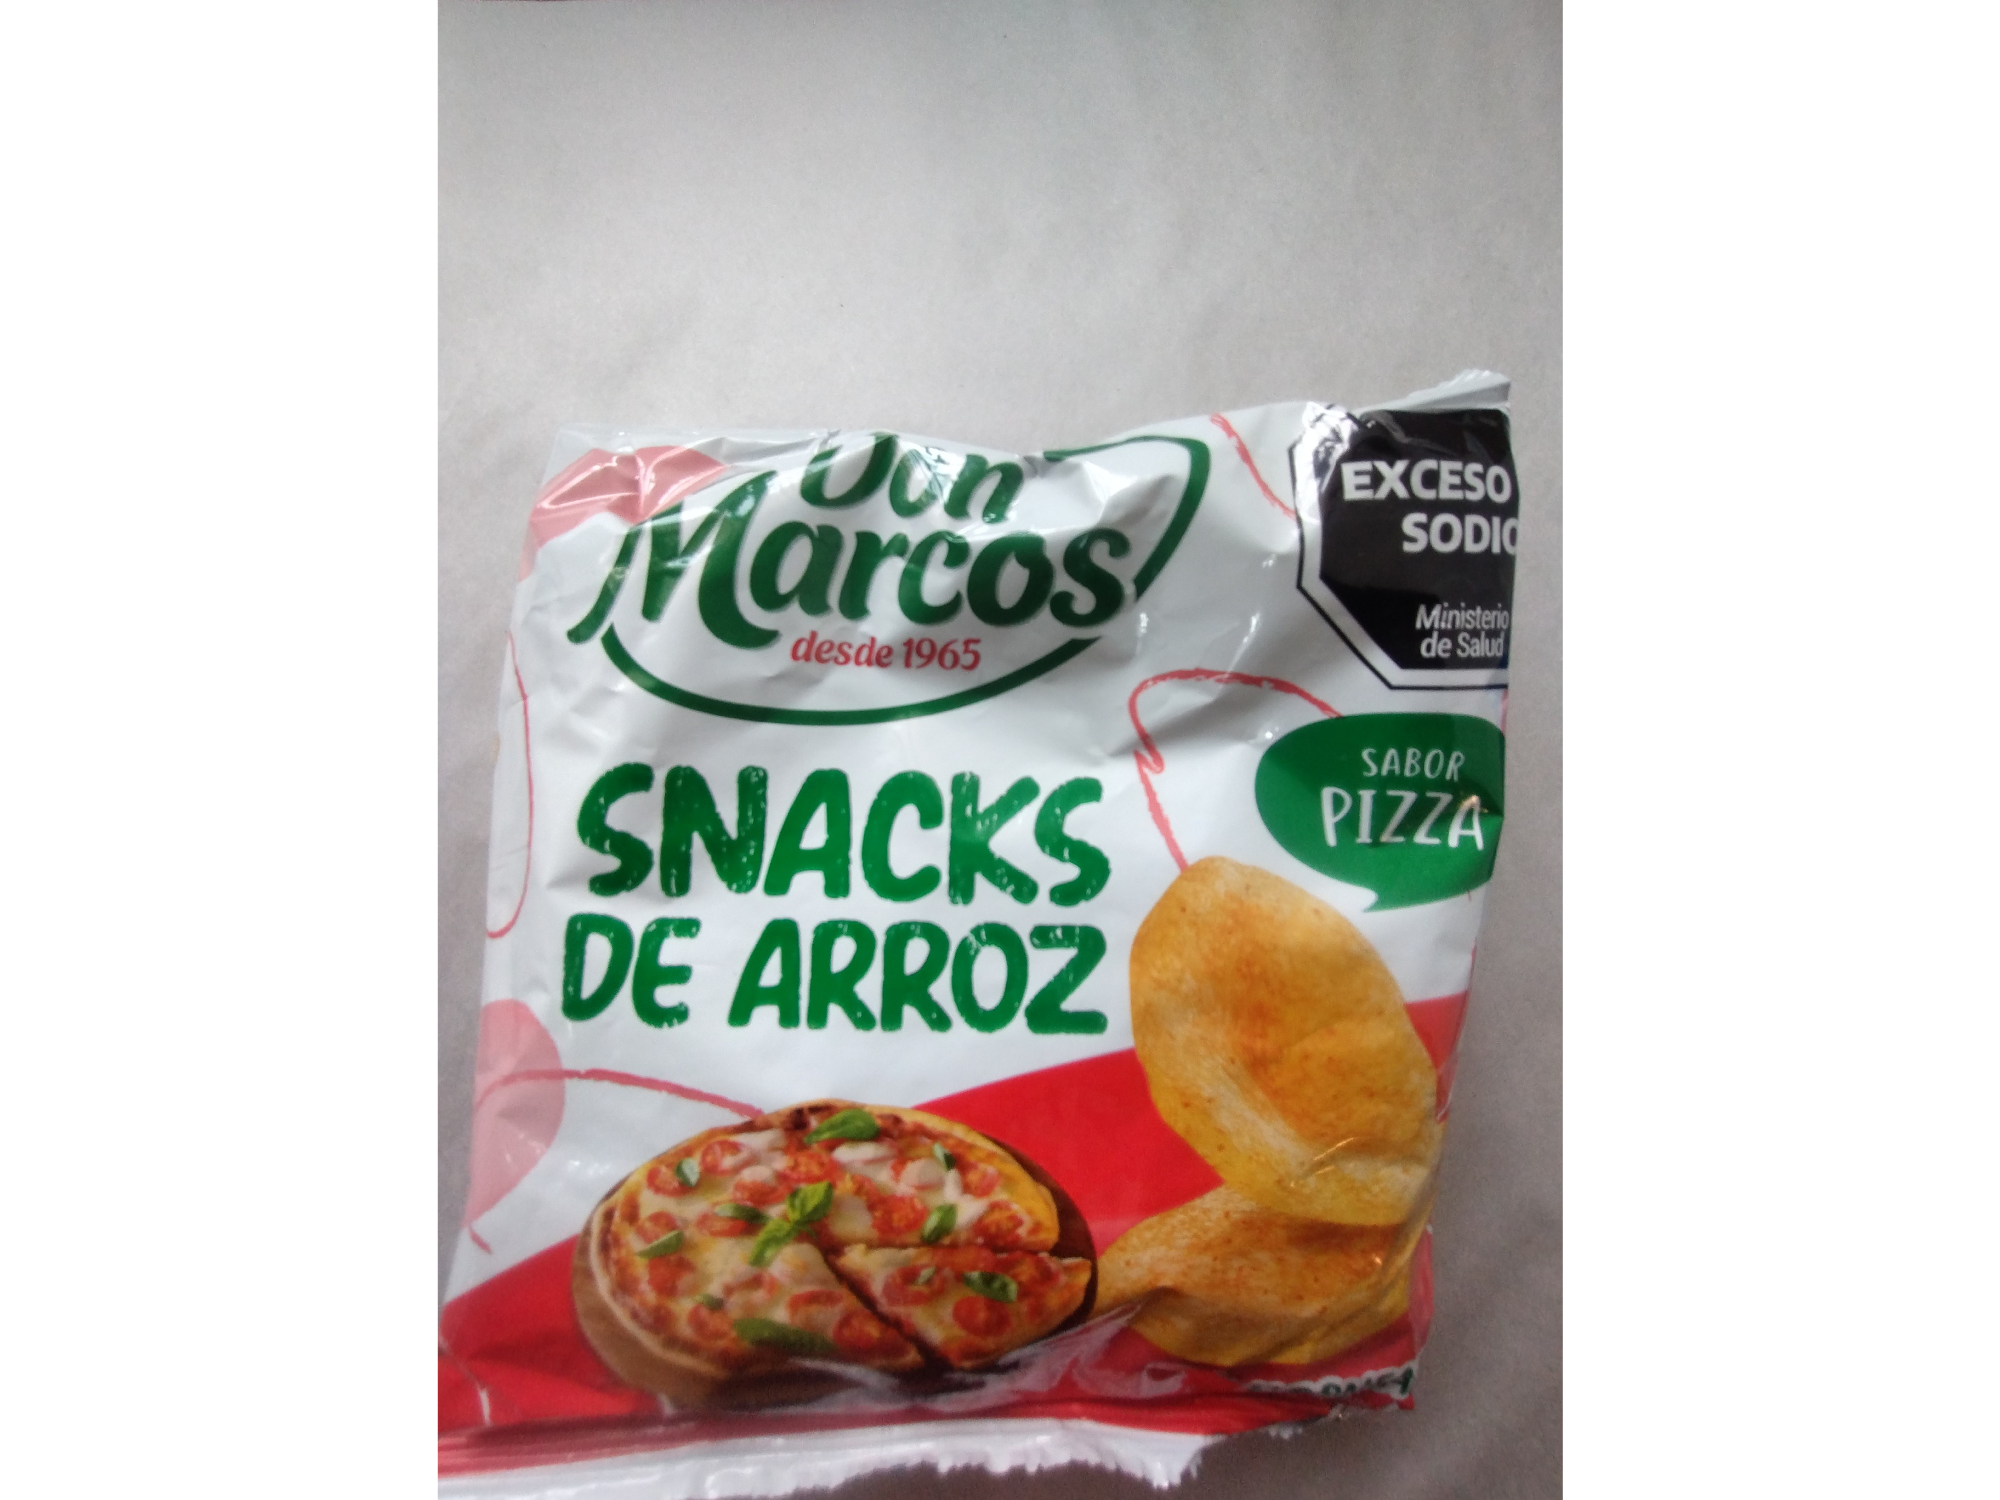 Don
Marcos
desde 1965
EXCESO
SODIO
Ministerio
de Salud
SABOR
PIZZA
SNACKS
DE ARROZ